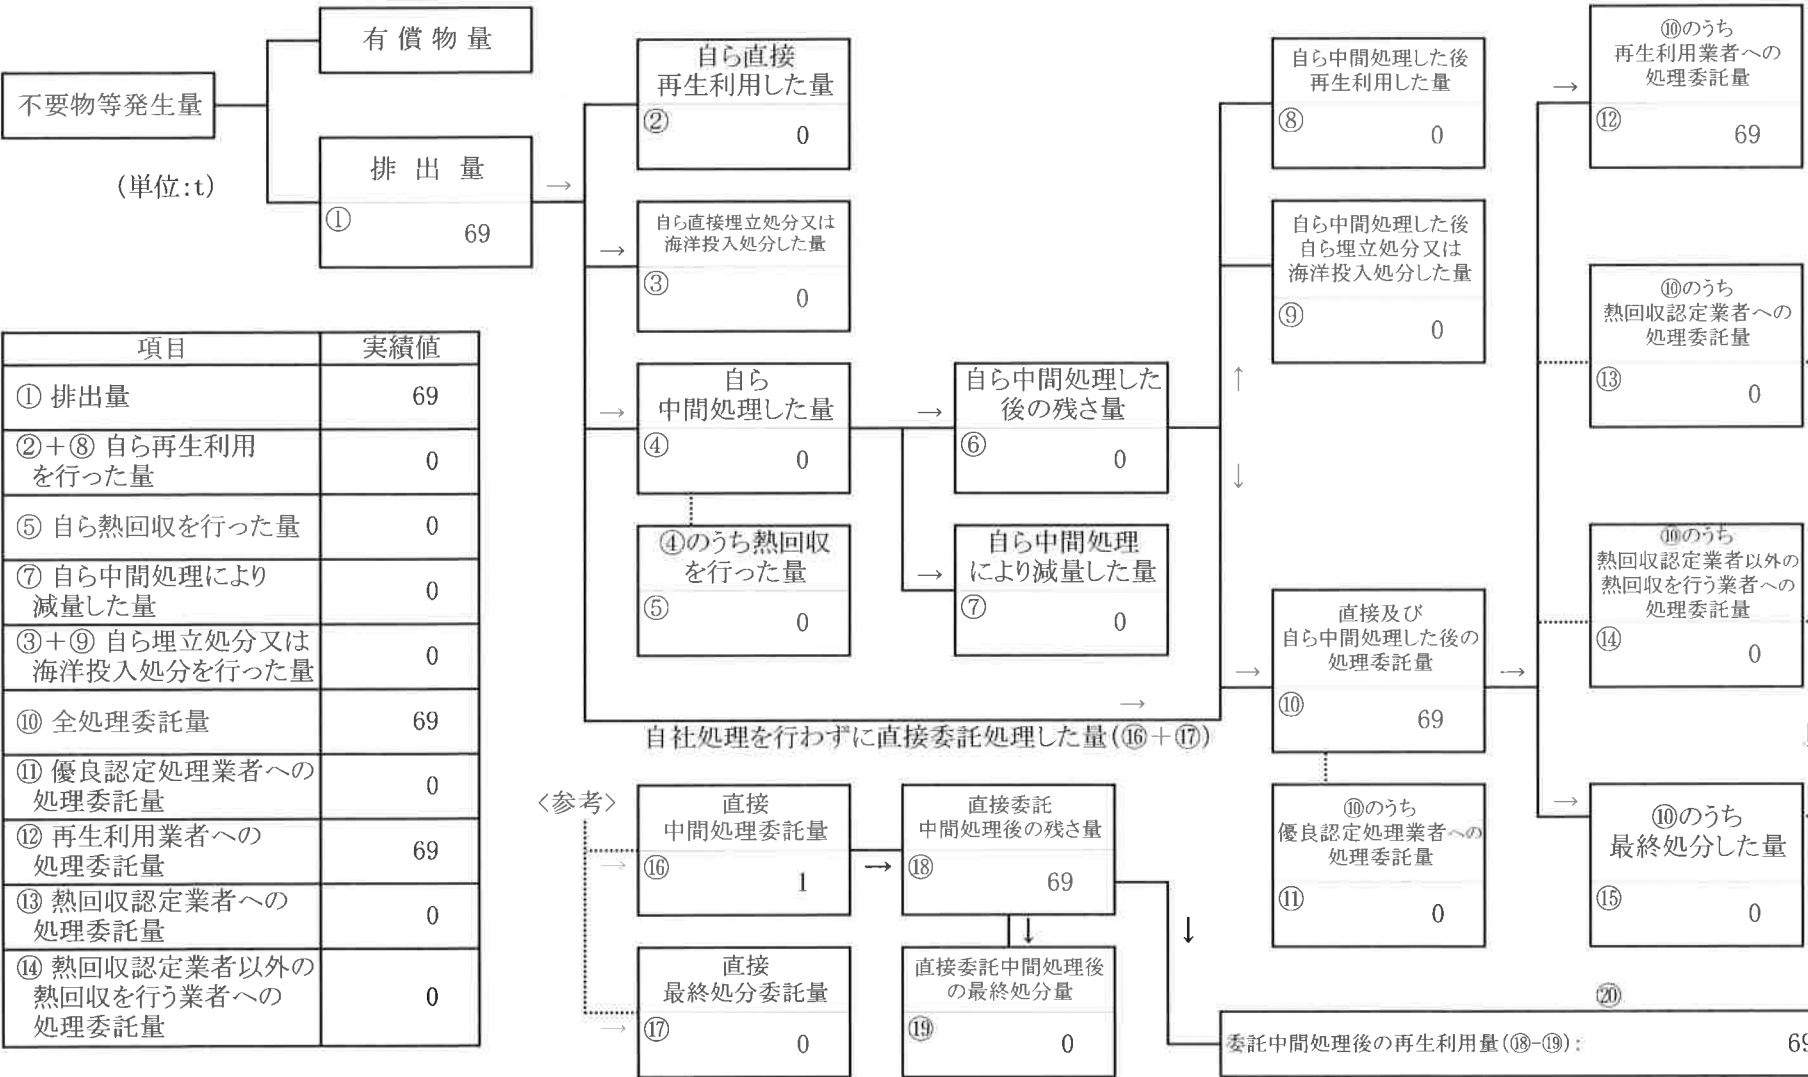 有償物量
不要物等発生量
(単位:t)
排出量
①
69
自ら直接
再生利用した量
②
0
自ら直接埋立処分又は
海洋投入処分した量
③
0
自ら
中間処理した量
④
0
④のうち熱回収
を行った量
⑤
0
自ら中間処理した
後の残さ量
⑥
0
自ら中間処理
により減量した量
⑦
0
自ら中間処理した後
再生利用した量
⑧
0
自ら中間処理した後
自ら埋立処分又は
海洋投入処分した量
⑨
0
直接及び
自ら中間処理した後の
処理委託量
⑩
69
⑩のうち
優良認定処理業者への
処理委託量
⑪
0
⑩のうち
再生利用業者への
処理委託量
⑫
69
⑩のうち
熱回収認定業者への
処理委託量
⑬
0
⑩のうち
熱回収認定業者以外の
熱回収を行う業者への
処理委託量
⑭
0
⑩のうち
最終処分した量
⑮
0
自社処理を行わずに直接委託処理した量(⑯+⑰)
<参考>
直接
中間処理委託量
⑯
1
直接
最終処分委託量
⑰
0
直接委託
中間処理後の残さ量
⑱
69
直接委託中間処理後
の最終処分量
⑲
0
⑳
委託中間処理後の再生利用量(⑱-⑲): 69
項目 実績値
① 排出量 69
②+⑧ 自ら再生利用
を行った量 0
⑤ 自ら熱回収を行った量 0
⑦ 自ら中間処理により
減量した量 0
③+⑨ 自ら埋立処分又は
海洋投入処分を行った量 0
⑩ 全処理委託量 69
⑪ 優良認定処理業者への
処理委託量 0
⑫ 再生利用業者への
処理委託量 69
⑬ 熱回収認定業者への
処理委託量 0
⑭ 熱回収認定業者以外の
熱回収を行う業者への
処理委託量 0